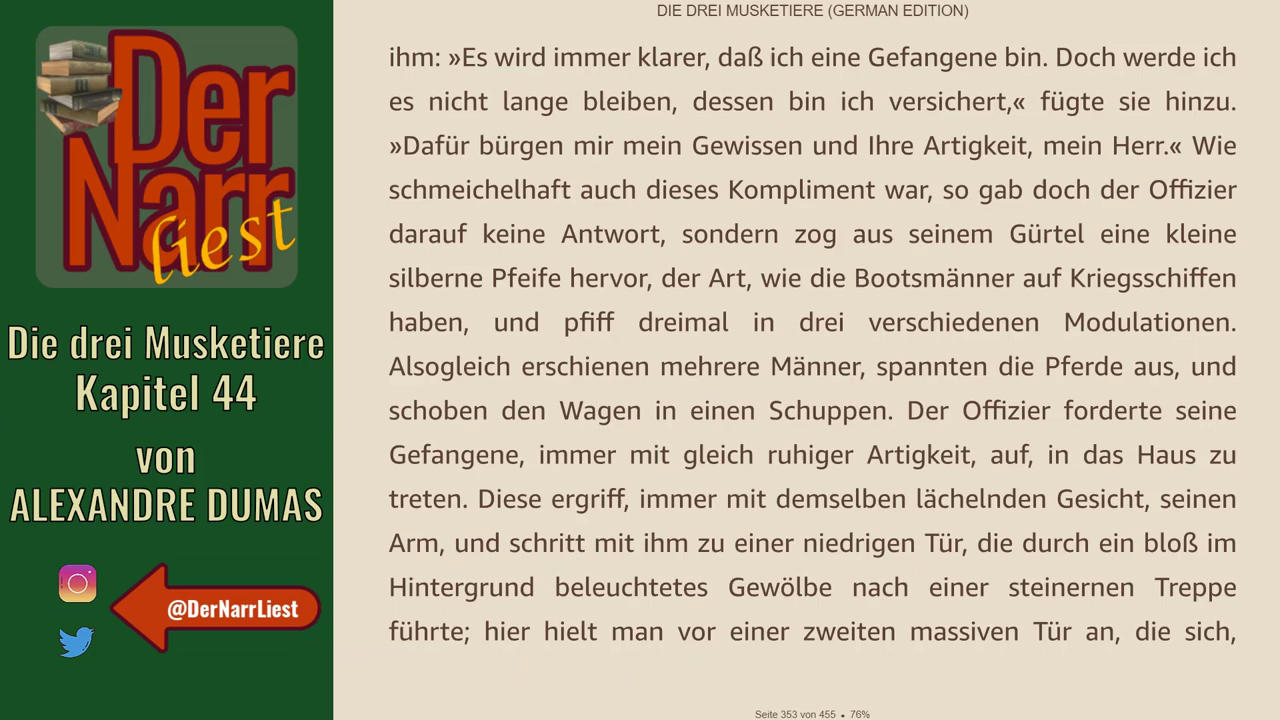 Der
Narr
liest
Die drei Musketiere
Kapitel 44
von
ALEXANDRE DUMAS
@DerNarrLiest
DIE DREI MUSKETIERE (GERMAN EDITION)
ihm: »Es wird immer klarer, daß ich eine Gefangene bin. Doch werde ich
es nicht lange bleiben, dessen bin ich versichert,« fügte sie hinzu.
»Dafür bürgen mir mein Gewissen und Ihre Artigkeit, mein Herr.« Wie
schmeichelhaft auch dieses Kompliment war, so gab doch der Offizier
darauf keine Antwort, sondern zog aus seinem Gürtel eine kleine
silberne Pfeife hervor, der Art, wie die Bootsmänner auf Kriegsschiffen
haben, und pfiff dreimal in drei verschiedenen Modulationen.
Alsogleich erschienen mehrere Männer, spannten die Pferde aus, und
schoben den Wagen in einen Schuppen. Der Offizier forderte seine
Gefangene, immer mit gleich ruhiger Artigkeit, auf, in das Haus zu
treten. Diese ergriff, immer mit demselben lächelnden Gesicht, seinen
Arm, und schritt mit ihm zu einer niedrigen Tür, die durch ein bloß im
Hintergrund beleuchtetes Gewölbe nach einer steinernen Treppe
führte; hier hielt man vor einer zweiten massiven Tür an, die sich,
Seite 353 von 455 • 76%